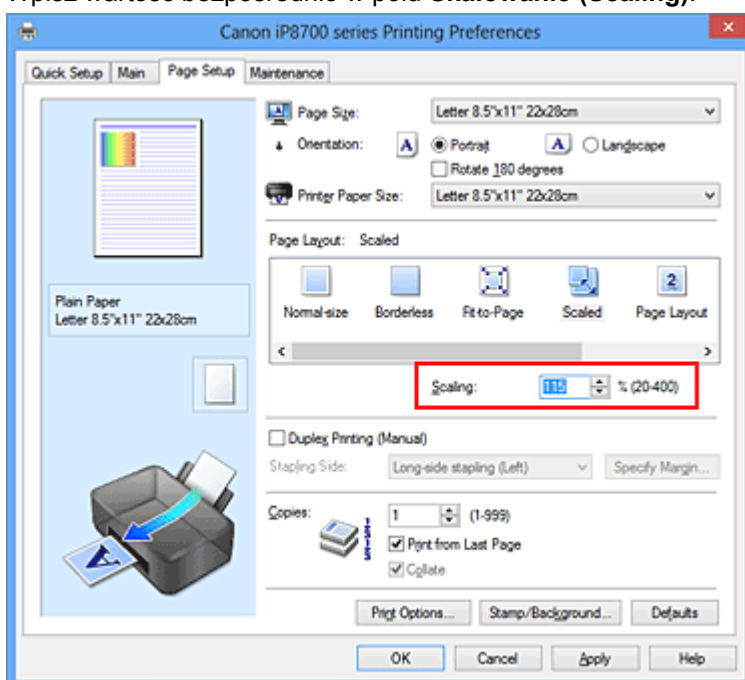 Wpisz wartość bezpośrednio w polu Skalowanie (Scaling).
Canon iP8700 series Printing Preferences
Quick Setup Main Page Setup Maintenance
Page Size: Letter 8.5"x11" 22x28cm
Orientation: A Portrait A Landscape
Rotate 180 degrees
Printer Paper Size: Letter 8.5"x11" 22x28cm
Page Layout: Scaled
Normal-size Borderless Fit-to-Page Scaled 2 Page Layout
Plain Paper
Letter 8.5"x11" 22x28cm
Scaling: 115 % (20-400)
Duplex Printing (Manual)
Stapling Side: Long-side stapling (Left) Specify Margin...
Copies: 1 (1-999)
Print from Last Page
Collate
A
Print Options... Stamp/Background... Defaults
OK Cancel Apply Help